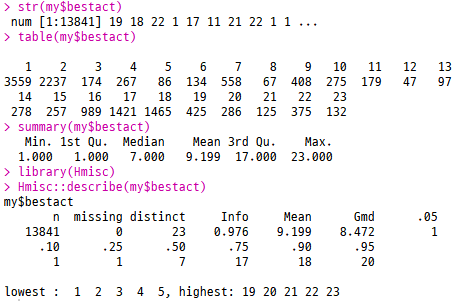 > str(my$bestact)
num [1:13841] 19 18 22 1 17 11 21 22 1 1 ...
> table(my$bestact)
1 2 3 4 5 6 7 8 9 10 11 12 13
3559 2237 174 267 86 134 558 67 408 275 179 47 97
14 15 16 17 18 19 20 21 22 23
278 257 989 1421 1465 425 286 125 375 132
> summary(my$bestact)
Min. 1st Qu. Median Mean 3rd Qu. Max.
1.000 1.000 7.000 9.199 17.000 23.000
> library(Hmisc)
> Hmisc::describe(my$bestact)
my$bestact
n missing distinct Info Mean Gmd .05
13841 0 23 0.976 9.199 8.472 1
.10 .25 .50 .75 .90 .95
1 1 7 17 18 20
lowest : 1 2 3 4 5, highest: 19 20 21 22 23